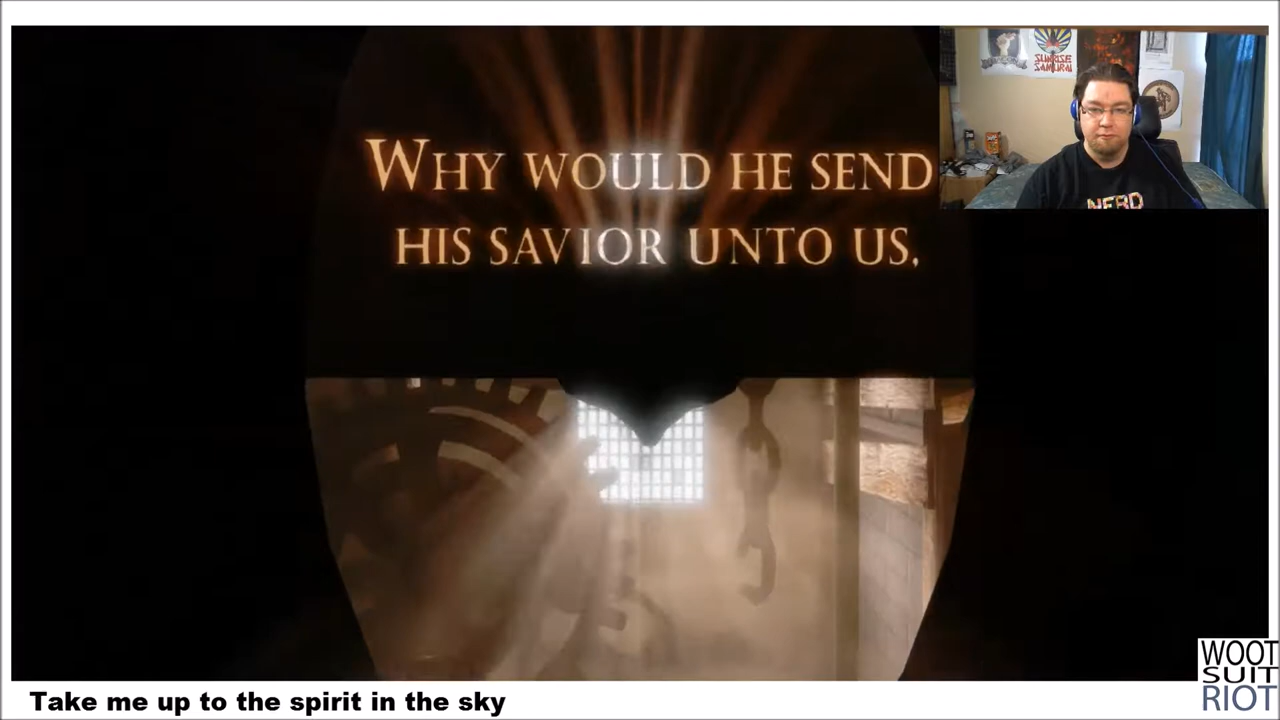 WHY WOULD HE SEND
HIS SAVIOR UNTO US,
SUNRISE
SAMURAI
NERD
Take me up to the spirit in the sky
WOOT
SUIT
RIOT